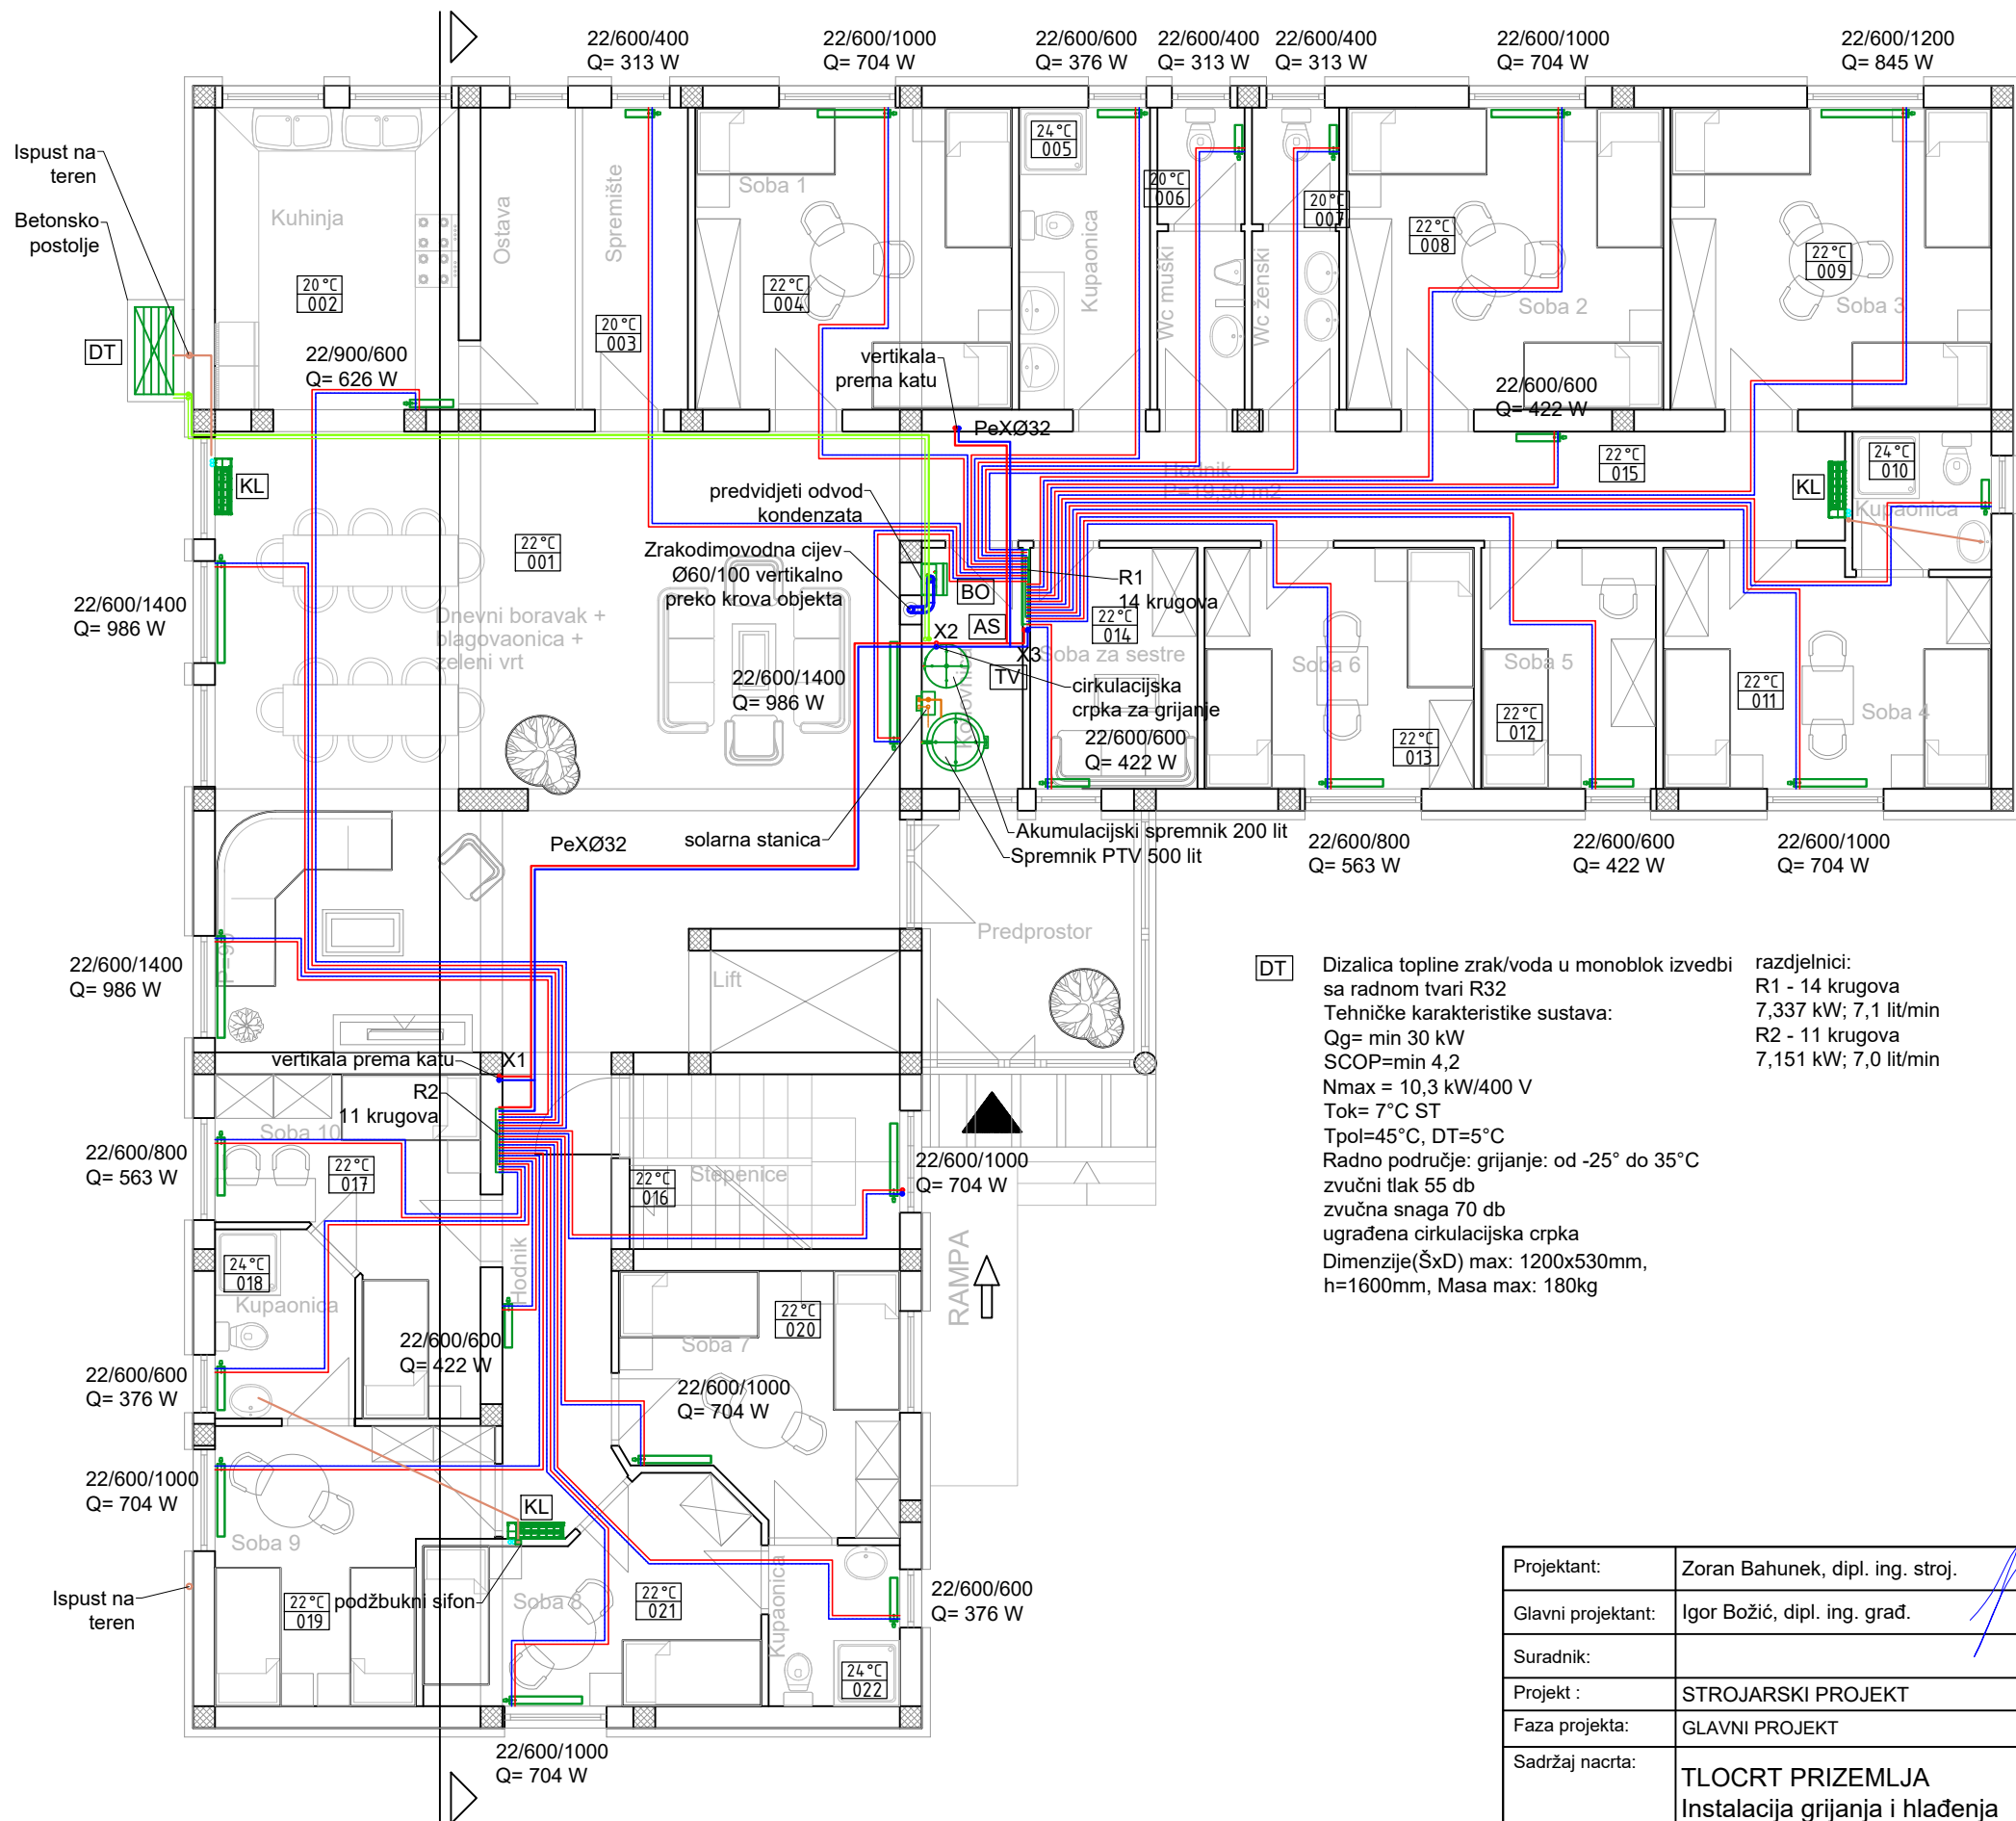 22/600/400
Q= 313 W
22/600/1000
Q= 704 W
22/600/600
Q= 376 W
22/600/400
Q= 313 W
22/600/400
Q= 313 W
22/600/1000
Q= 704 W
22/600/1200
Q= 845 W
Ispust na
teren
Betonsko
postolje
DT
Kuhinja
20°C
002
22/900/600
Q= 626 W
Ostava
Spremište
20°C
003
Soba 1
22°C
004
24°C
005
Kupaonica
20°C
006
Wc muški
20°C
007
Wc ženski
22°C
008
Soba 2
22°C
009
Soba 3
vertikala
prema katu
PeXØ32
22/600/600
Q= 422 W
22°C
015
Hodnik
P=19,50 m2
KL
24°C
010
Kupaonica
KL
predvidjeti odvod
kondenzata
Zrakodimovodna cijev
Ø60/100 vertikalno
preko krova objekta
22°C
001
Dnevni boravak +
blagovaonica +
zeleni vrt
22/600/1400
Q= 986 W
22/600/1400
Q= 986 W
BO
AS
X2
X3
TV
R1
14 krugova
22°C
014
Soba za sestre
cirkulacijska
crpka za grijanje
22/600/600
Q= 422 W
Soba 6
22°C
013
Soba 5
22°C
012
22°C
011
Soba 4
PeXØ32
solarna stanica
Akumulacijski spremnik 200 lit
Spremnik PTV 500 lit
22/600/800
Q= 563 W
22/600/600
Q= 422 W
22/600/1000
Q= 704 W
Predprostor
Lift
22/600/1400
Q= 986 W
DT
Dizalica topline zrak/voda u monoblok izvedbi
sa radnom tvari R32
Tehničke karakteristike sustava:
Qg= min 30 kW
SCOP=min 4,2
Nmax = 10,3 kW/400 V
Tok= 7°C ST
Tpol=45°C, DT=5°C
Radno područje: grijanje: od -25° do 35°C
zvučni tlak 55 db
zvučna snaga 70 db
ugrađena cirkulacijska crpka
Dimenzije(ŠxD) max: 1200x530mm,
h=1600mm, Masa max: 180kg
razdjelnici:
R1 - 14 krugova
7,337 kW; 7,1 lit/min
R2 - 11 krugova
7,151 kW; 7,0 lit/min
vertikala prema katu
X1
R2
11 krugova
Soba 10
22/600/800
Q= 563 W
22°C
017
22°C
016
Stepenice
22/600/1000
Q= 704 W
24°C
018
Kupaonica
Hodnik
RAMPA
22/600/600
Q= 422 W
22°C
020
Soba 7
22/600/1000
Q= 704 W
22/600/600
Q= 376 W
22/600/1000
Q= 704 W
KL
Soba 9
Ispust na
teren
22°C
019
podžbukni sifon
Soba 8
22°C
021
Kupaonica
24°C
022
22/600/600
Q= 376 W
22/600/1000
Q= 704 W
Projektant: Zoran Bahunek, dipl. ing. stroj.
Glavni projektant: Igor Božić, dipl. ing. građ.
Suradnik:
Projekt : STROJARSKI PROJEKT
Faza projekta: GLAVNI PROJEKT
Sadržaj nacrta: TLOCRT PRIZEMLJA
Instalacija grijanja i hlađenja